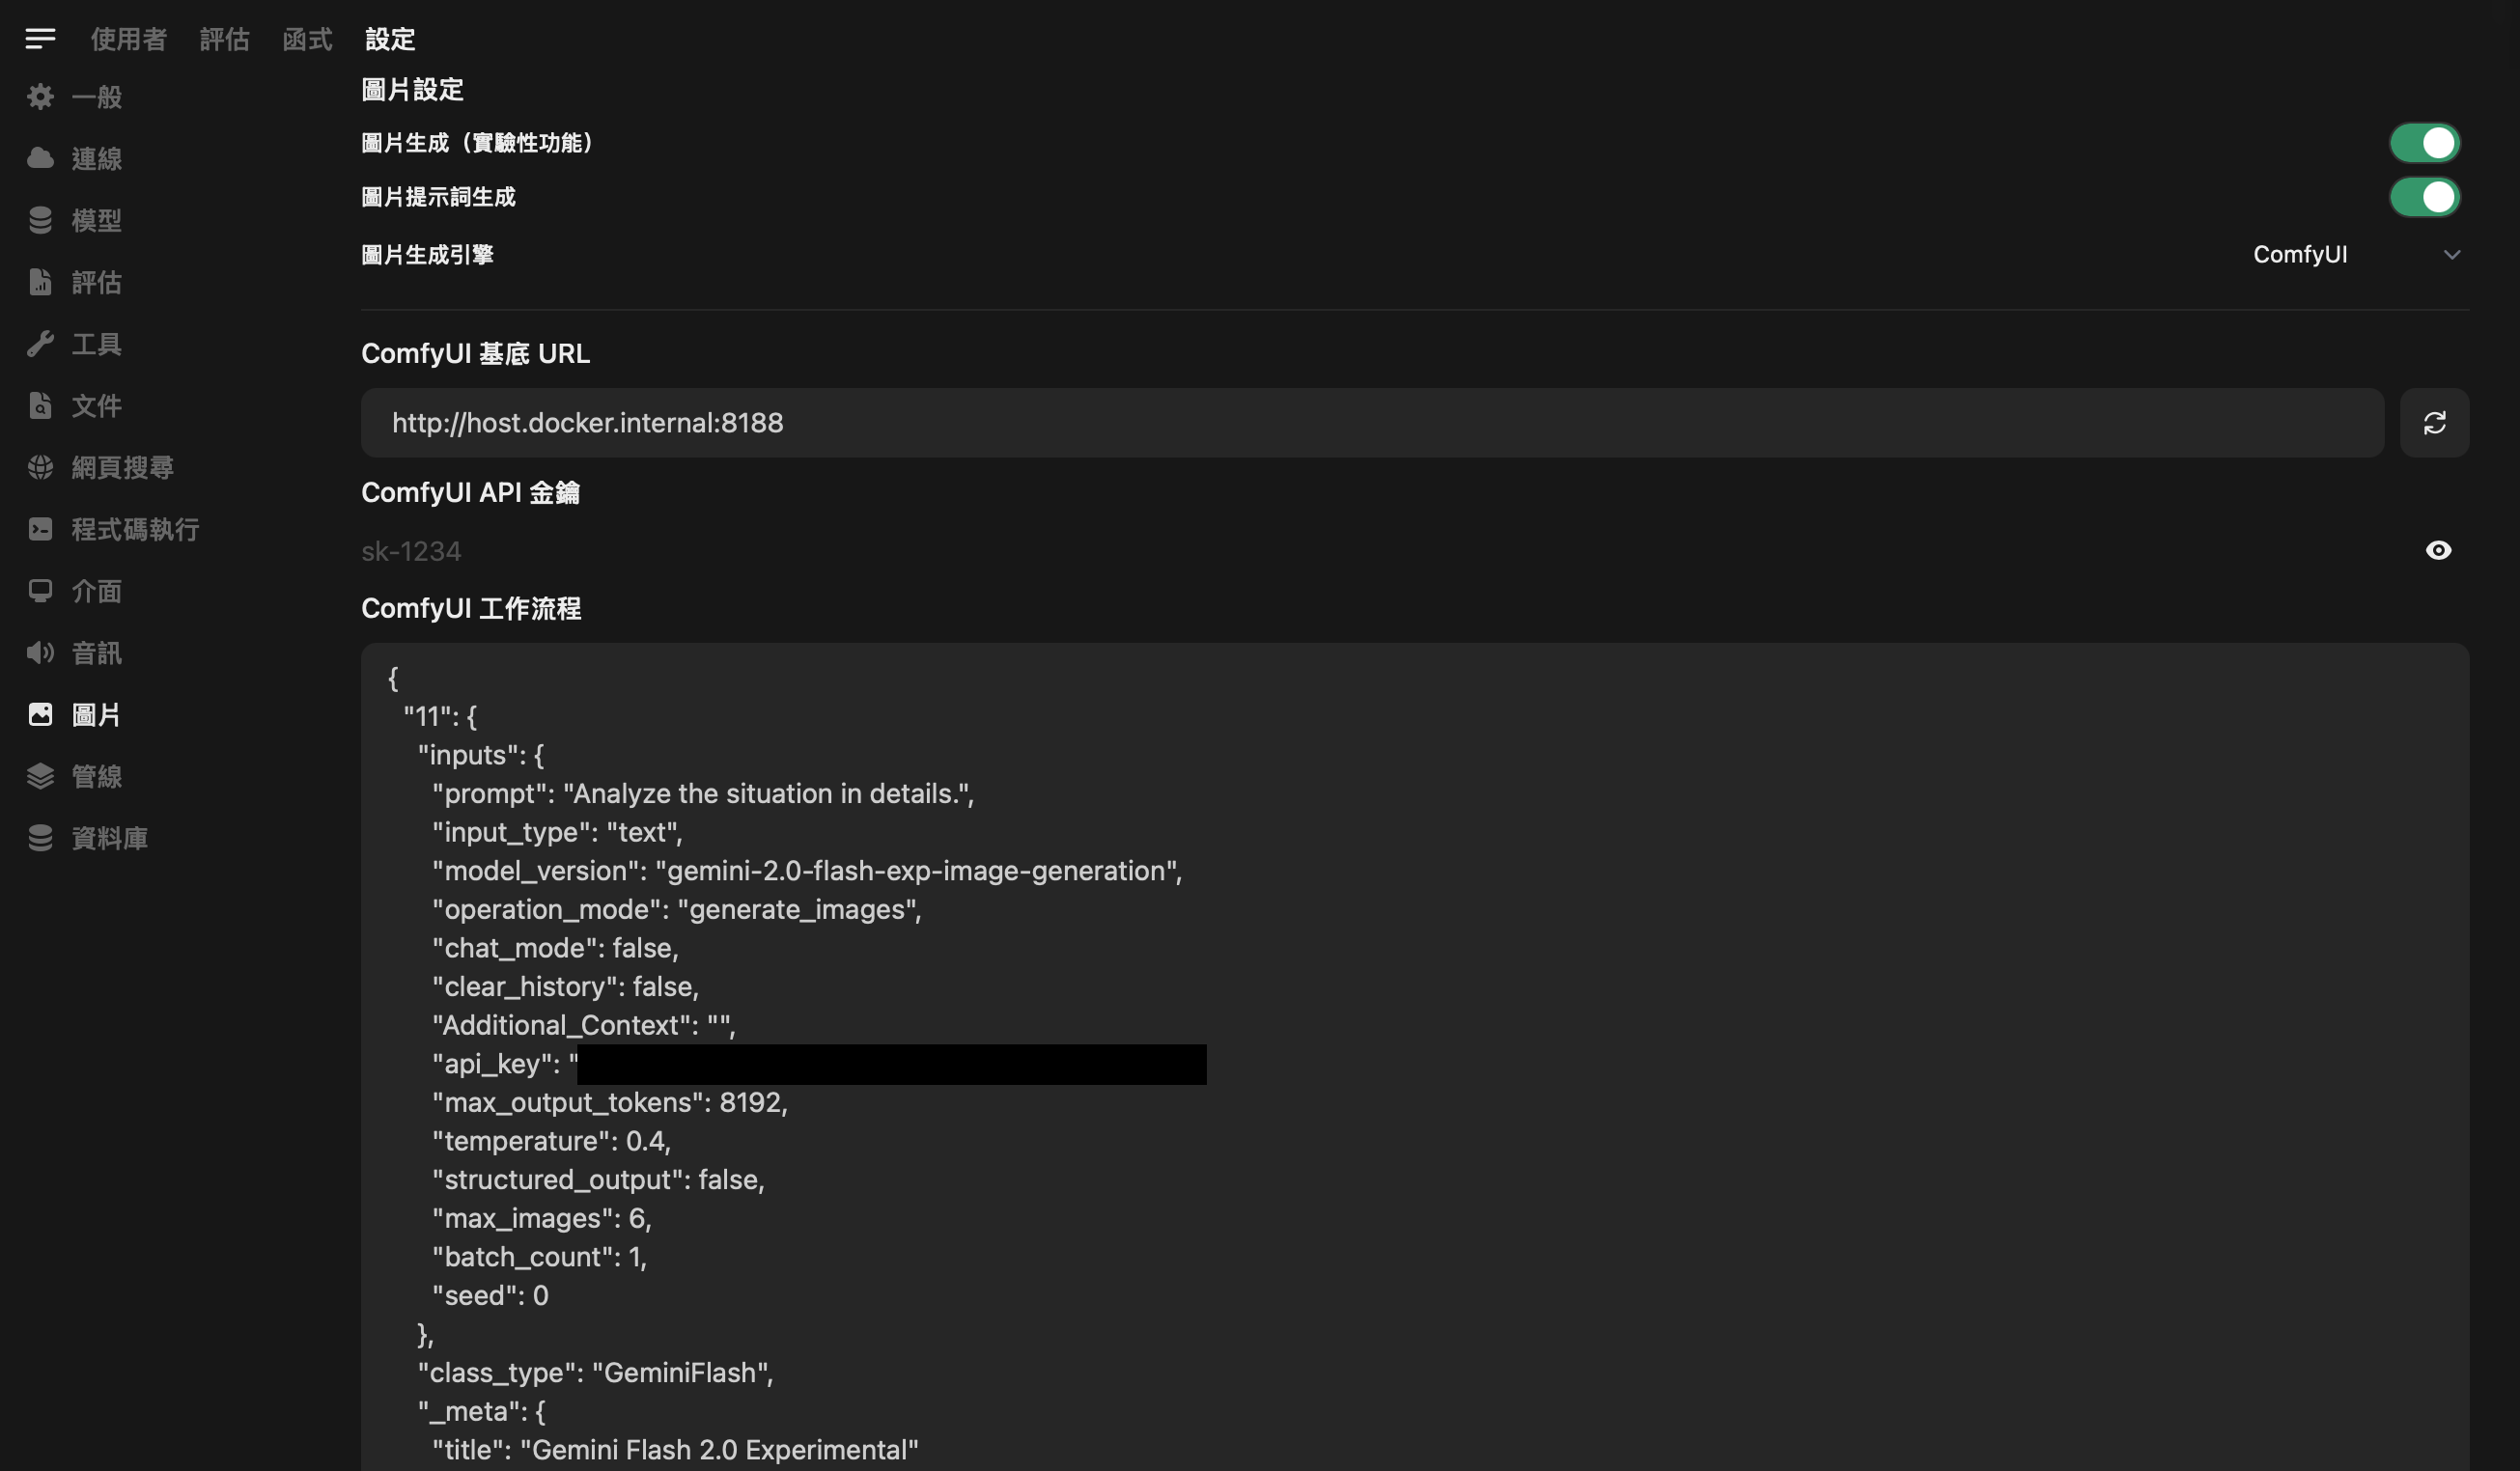 使用者 評估 函式 設定
一般
連線
模型
評估
工具
文件
網頁搜尋
程式碼執行
介面
音訊
圖片
管線
資料庫
圖片設定
圖片生成（實驗性功能）
圖片提示詞生成
圖片生成引擎 ComfyUI
ComfyUI 基底 URL
http://host.docker.internal:8188
ComfyUI API 金鑰
sk-1234
ComfyUI 工作流程
{
"11": {
"inputs": {
"prompt": "Analyze the situation in details.",
"input_type": "text",
"model_version": "gemini-2.0-flash-exp-image-generation",
"operation_mode": "generate_images",
"chat_mode": false,
"clear_history": false,
"Additional_Context": "",
"api_key": "
"max_output_tokens": 8192,
"temperature": 0.4,
"structured_output": false,
"max_images": 6,
"batch_count": 1,
"seed": 0
},
"class_type": "GeminiFlash",
"_meta": {
"title": "Gemini Flash 2.0 Experimental"